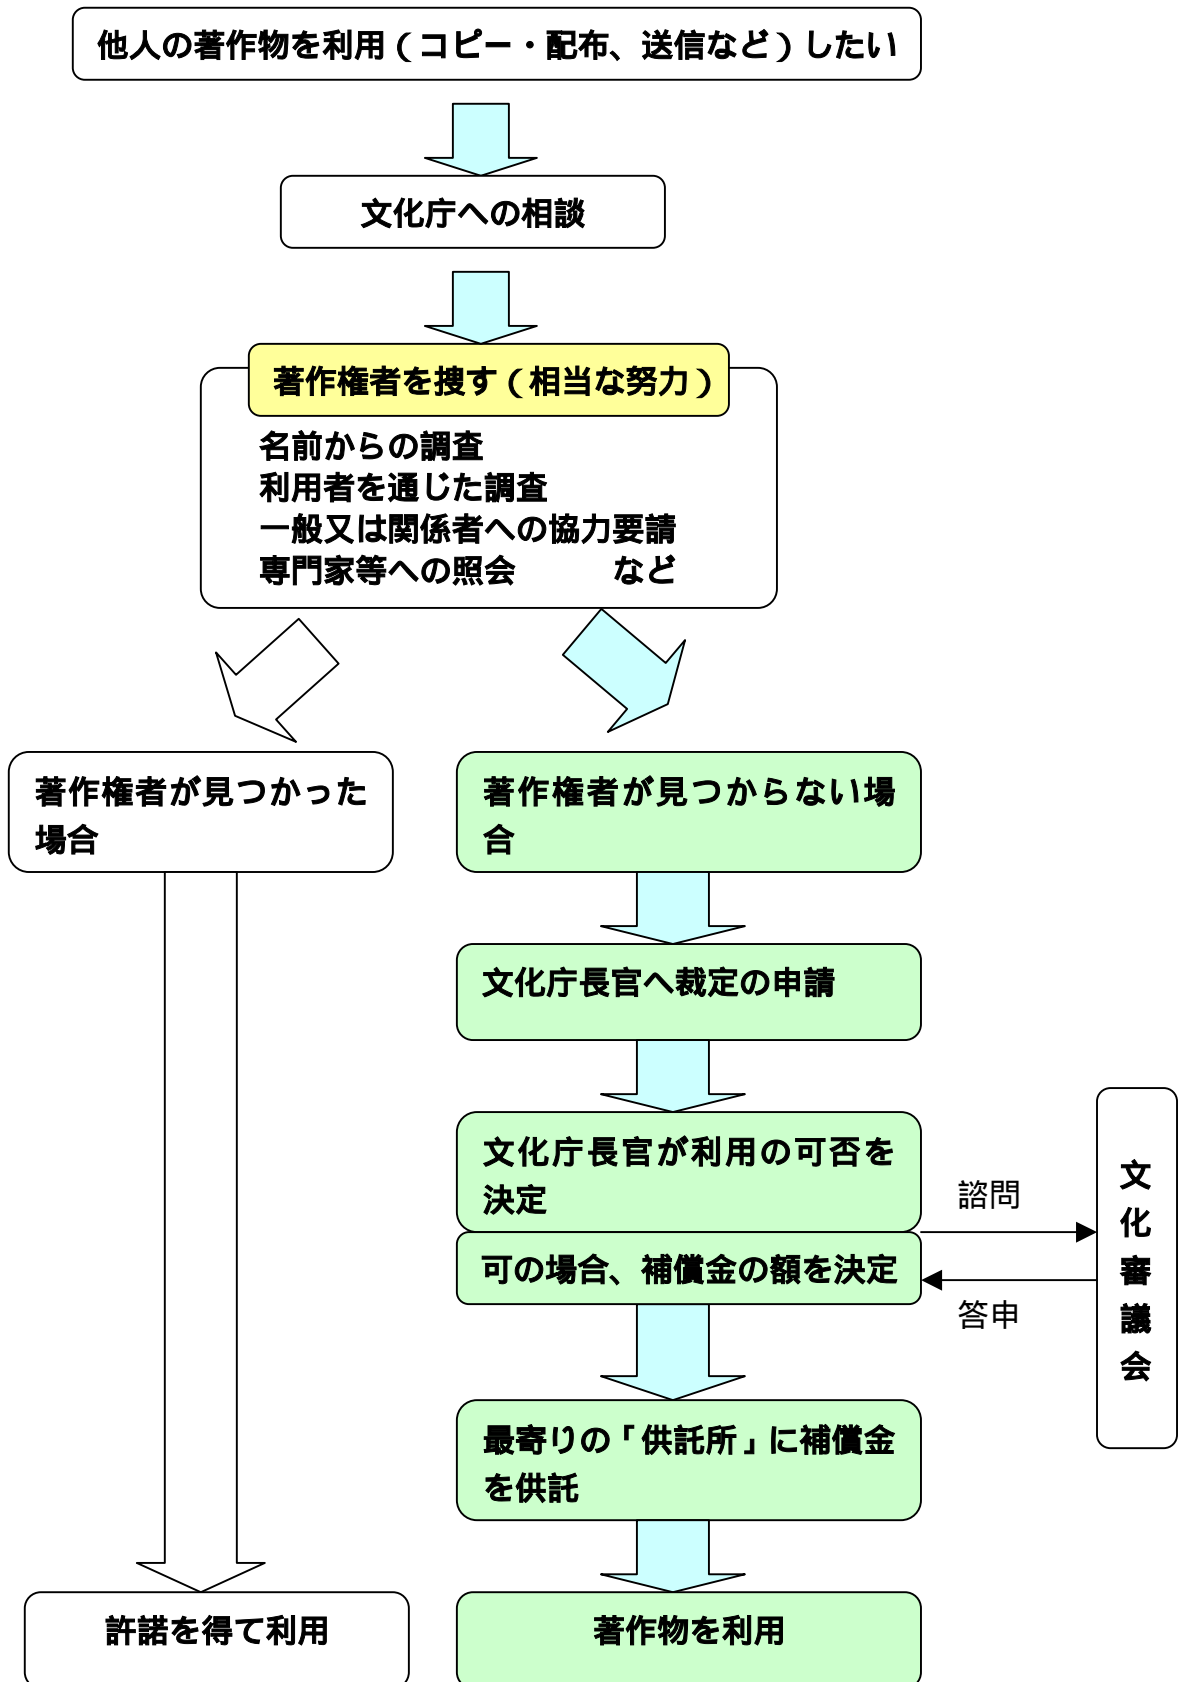 他人の著作物を利用（コピー・配布、送信など）したい
文化庁への相談
著作権者を捜す（相当な努力）
名前からの調査
利用者を通じた調査
一般又は関係者への協力要請
専門家等への照会　　　など
著作権者が見つかった
場合
著作権者が見つからない場
合
文化庁長官へ裁定の申請
文化庁長官が利用の可否を
決定
可の場合、補償金の額を決定
諮問
答申
文化審議会
最寄りの「供託所」に補償金
を供託
許諾を得て利用
著作物を利用